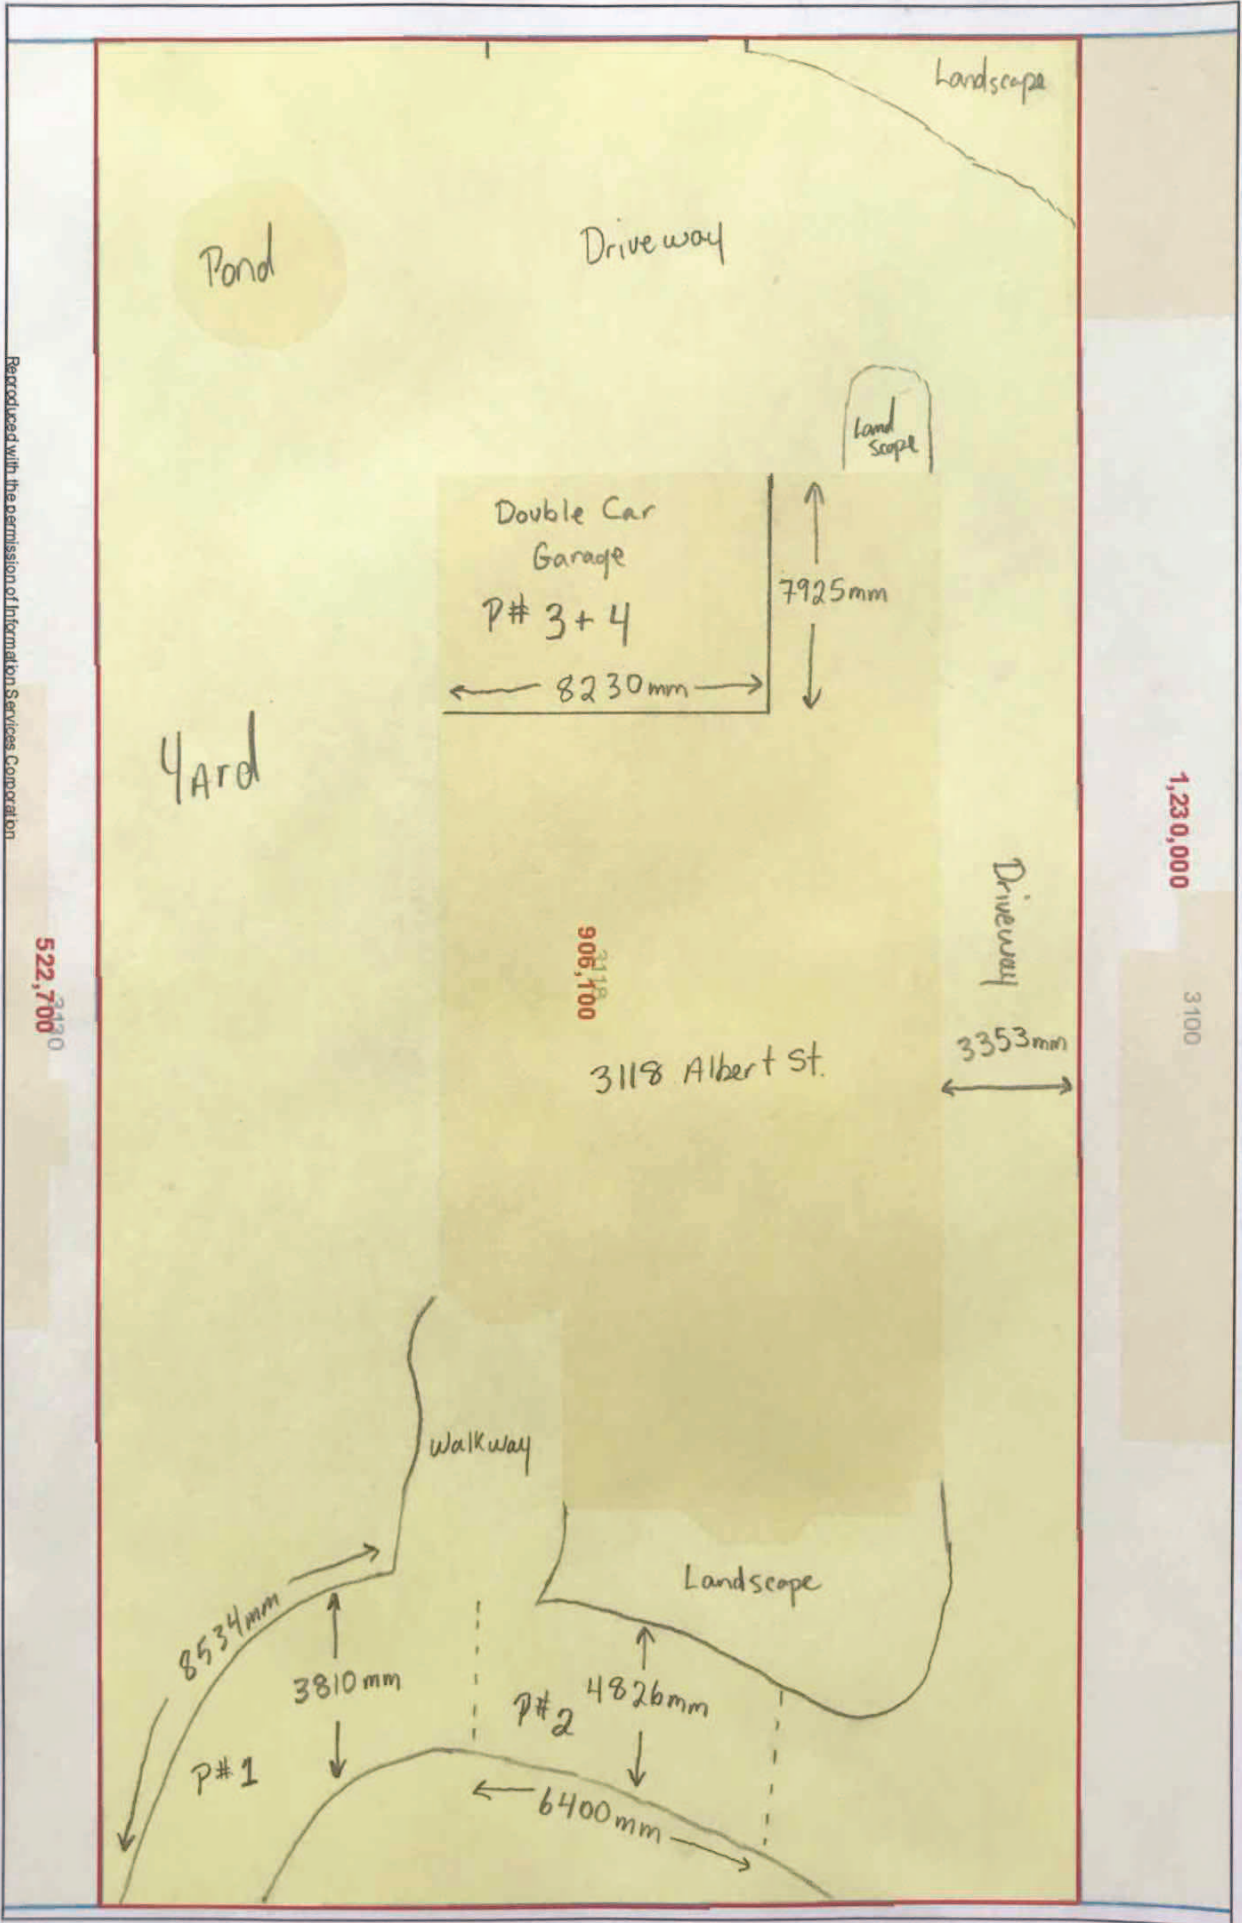 Landscape
Pond
Driveway
Land
Scape
Double Car
Garage
P# 3+4
7925mm
8230mm
Reproduced with the permission of Information Services Corporation
Yard
1,230,000
Driveway
3118
906,100
522,700
3130
3100
3353mm
3118 Albert St.
Walkway
Landscape
8534mm
3810mm
P#2
4826mm
P#1
6400mm